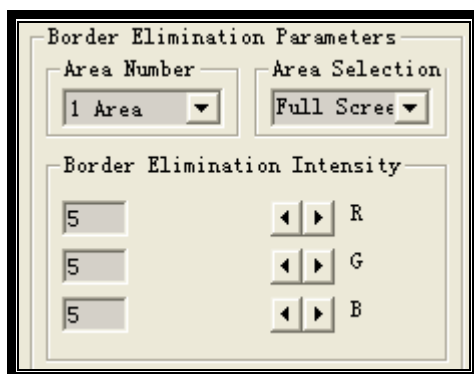 Border Elimination Parameters
Area Number Area Selection
1 Area Full Scree
Border Elimination Intensity
5 R
5 G
5 B